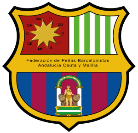 Federación de Peñas Barcelonistas
Andalucía Ceuta y Melilla